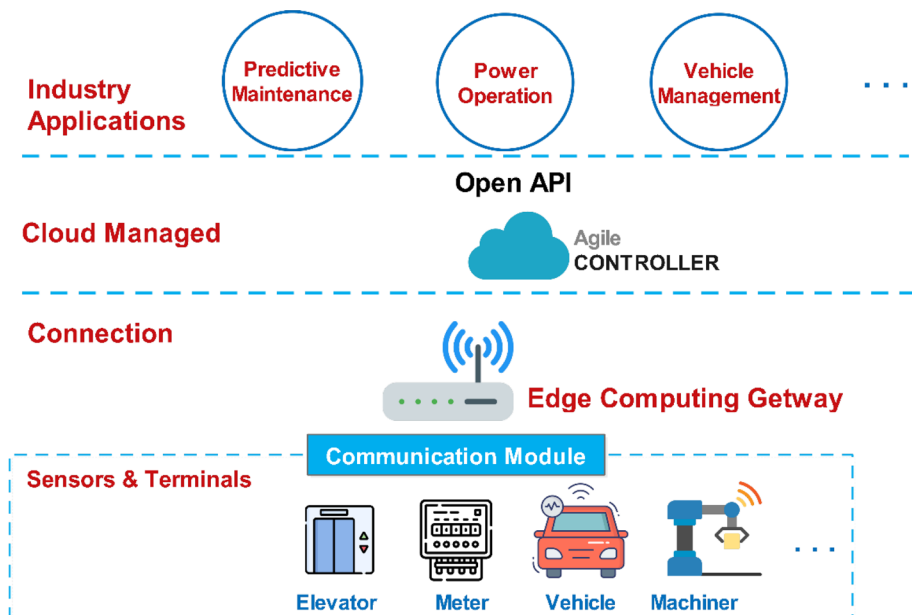 Predictive
Maintenance
Power
Operation
Vehicle
Management
. . .
Industry
Applications
Open API
Cloud Managed
Agile
CONTROLLER
Connection
Edge Computing Getway
Communication Module
Sensors & Terminals
. . .
Elevator
Meter
Vehicle
Machiner